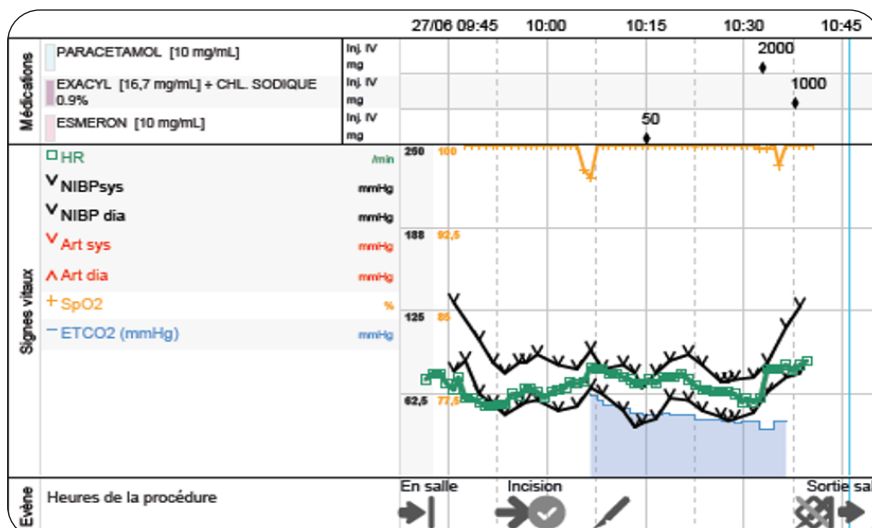 27/06 09:45 10:00 10:15 10:30 10:45
Médications
PARACETAMOL [10 mg/mL] Inj. IV mg 2000
EXACYL [16,7 mg/mL] + CHL. SODIQUE 0.9% Inj. IV mg 1000
ESMERON [10 mg/mL] Inj. IV mg 50
Signes vitaux
HR /min
NIBPsys mmHg
NIBP dia mmHg
Art sys mmHg
Art dia mmHg
SpO2 %
ETCO2 (mmHg) mmHg
250 100
188 92,5
125 85
62,5 77,5
Evène
Heures de la procédure
En salle Incision Sortie sal